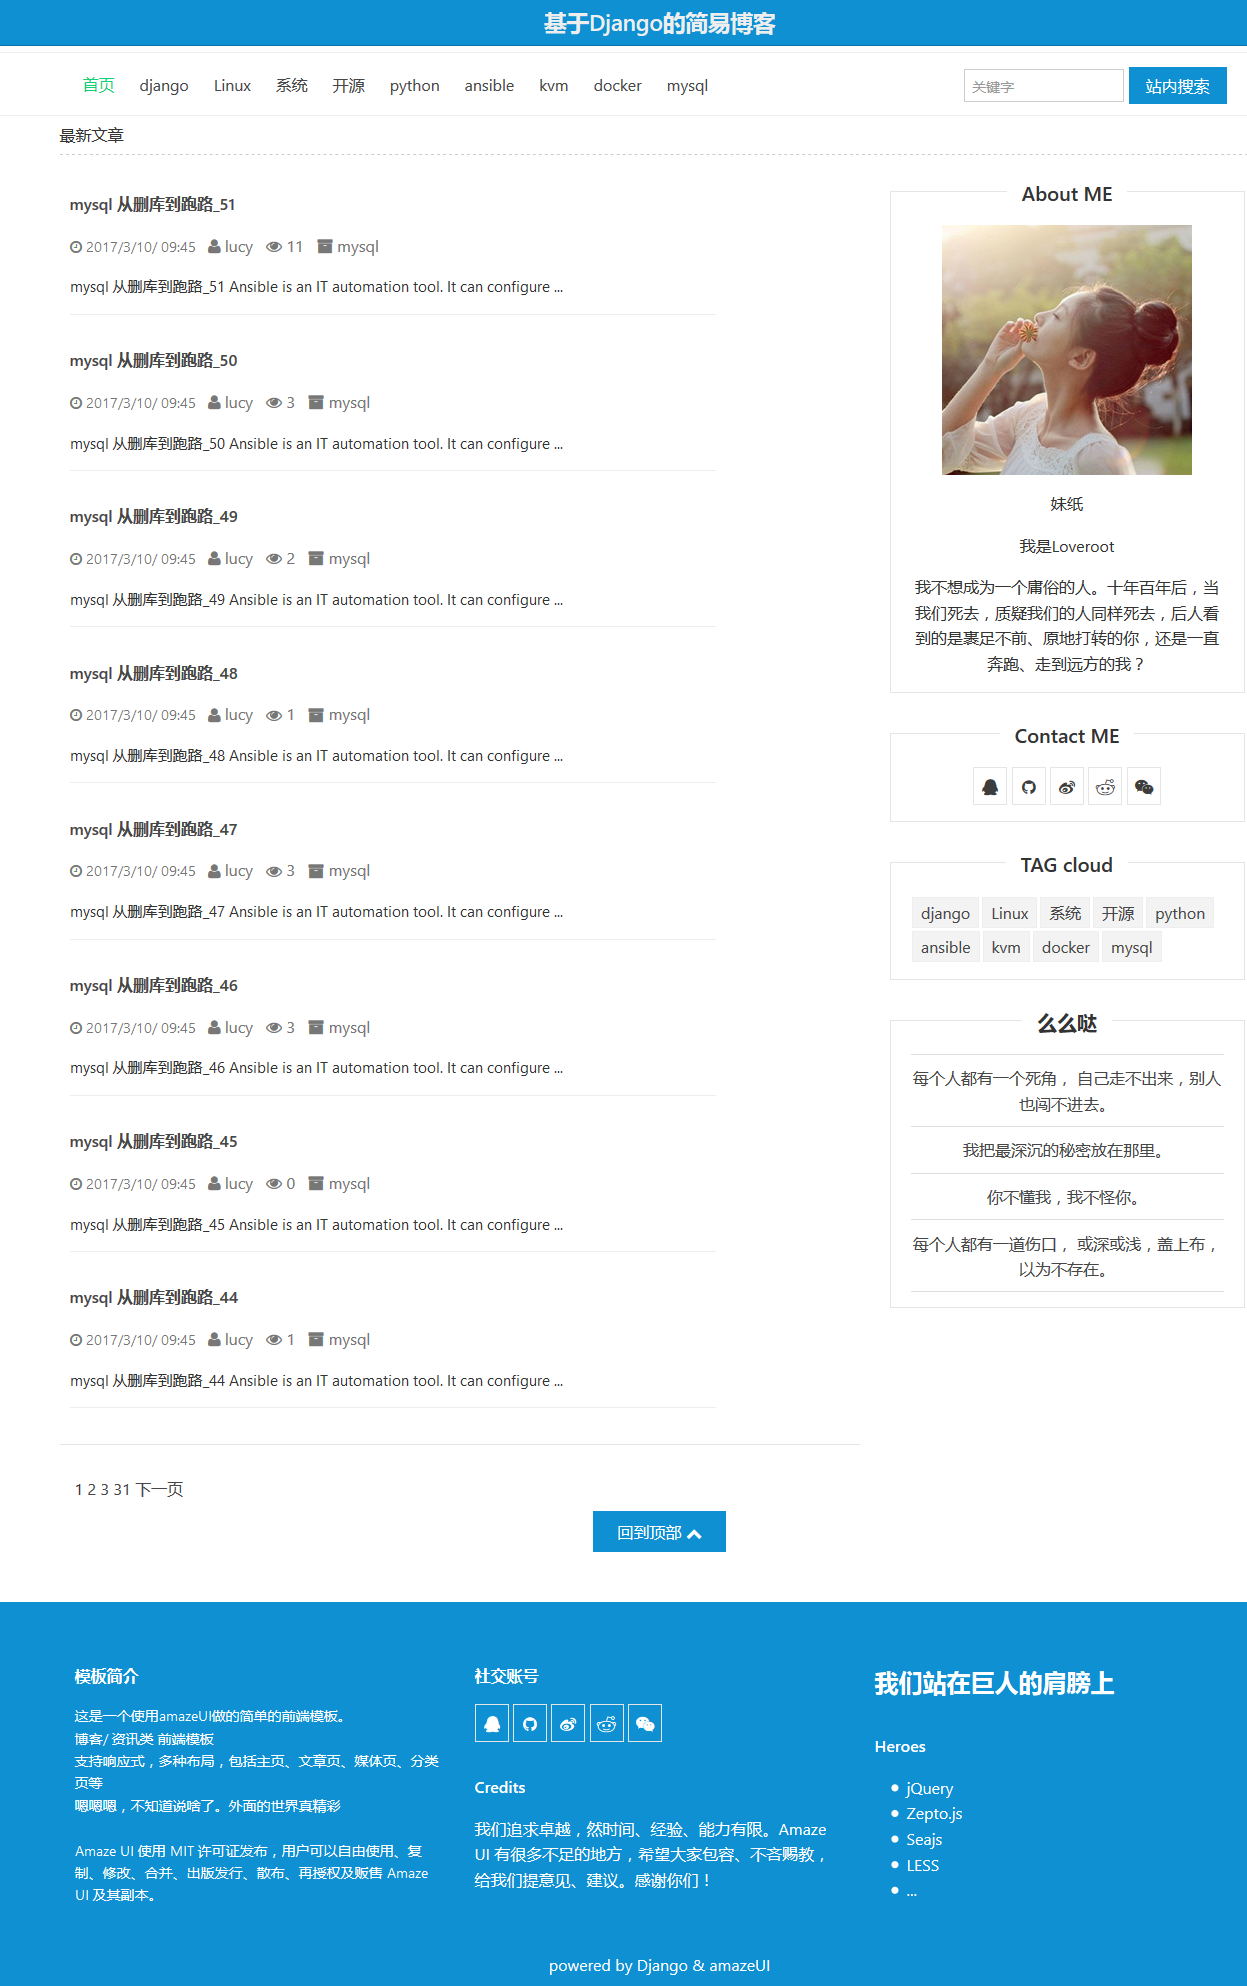 基于Django的简易博客
首页 django Linux 系统 开源 python ansible kvm docker mysql 关键字 站内搜索
最新文章
mysql 从删库到跑路_51
2017/3/10/ 09:45 lucy 11 mysql
mysql 从删库到跑路_51 Ansible is an IT automation tool. It can configure ...
mysql 从删库到跑路_50
2017/3/10/ 09:45 lucy 3 mysql
mysql 从删库到跑路_50 Ansible is an IT automation tool. It can configure ...
mysql 从删库到跑路_49
2017/3/10/ 09:45 lucy 2 mysql
mysql 从删库到跑路_49 Ansible is an IT automation tool. It can configure ...
mysql 从删库到跑路_48
2017/3/10/ 09:45 lucy 1 mysql
mysql 从删库到跑路_48 Ansible is an IT automation tool. It can configure ...
mysql 从删库到跑路_47
2017/3/10/ 09:45 lucy 3 mysql
mysql 从删库到跑路_47 Ansible is an IT automation tool. It can configure ...
mysql 从删库到跑路_46
2017/3/10/ 09:45 lucy 3 mysql
mysql 从删库到跑路_46 Ansible is an IT automation tool. It can configure ...
mysql 从删库到跑路_45
2017/3/10/ 09:45 lucy 0 mysql
mysql 从删库到跑路_45 Ansible is an IT automation tool. It can configure ...
mysql 从删库到跑路_44
2017/3/10/ 09:45 lucy 1 mysql
mysql 从删库到跑路_44 Ansible is an IT automation tool. It can configure ...
1 2 3 31 下一页
回到顶部
About ME
妹纸
我是Loveroot
我不想成为一个庸俗的人。十年百年后，当
我们死去，质疑我们的人同样死去，后人看
到的是裹足不前、原地打转的你，还是一直
奔跑、走到远方的我？
Contact ME
TAG cloud
django Linux 系统 开源 python
ansible kvm docker mysql
么么哒
每个人都有一个死角， 自己走不出来，别人
也闯不进去。
我把最深沉的秘密放在那里。
你不懂我，我不怪你。
每个人都有一道伤口， 或深或浅，盖上布，
以为不存在。
模板简介
这是一个使用amazeUI做的简单的前端模板。
博客/ 资讯类 前端模板
支持响应式，多种布局，包括主页、文章页、媒体页、分类
页等
嗯嗯嗯，不知道说啥了。外面的世界真精彩
Amaze UI 使用 MIT 许可证发布，用户可以自由使用、复
制、修改、合并、出版发行、散布、再授权及贩售 Amaze
UI 及其副本。
社交账号
Credits
我们追求卓越，然时间、经验、能力有限。Amaze
UI 有很多不足的地方，希望大家包容、不吝赐教，
给我们提意见、建议。感谢你们！
我们站在巨人的肩膀上
Heroes
jQuery
Zepto.js
Seajs
LESS
...
powered by Django & amazeUI